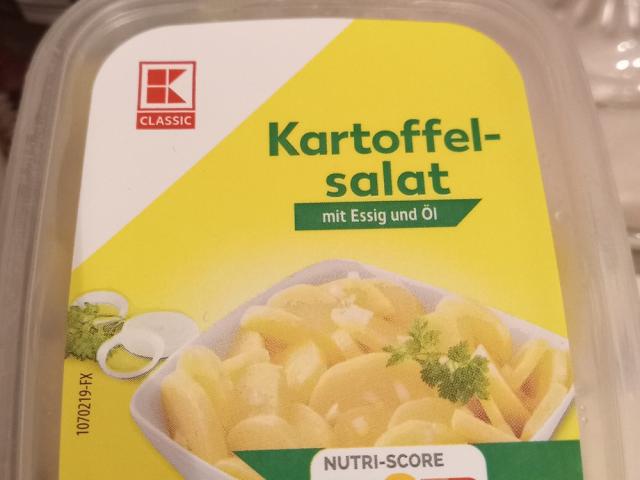 K
CLASSIC
Kartoffel-
salat
mit Essig und Öl
1070219-FX
NUTRI-SCORE